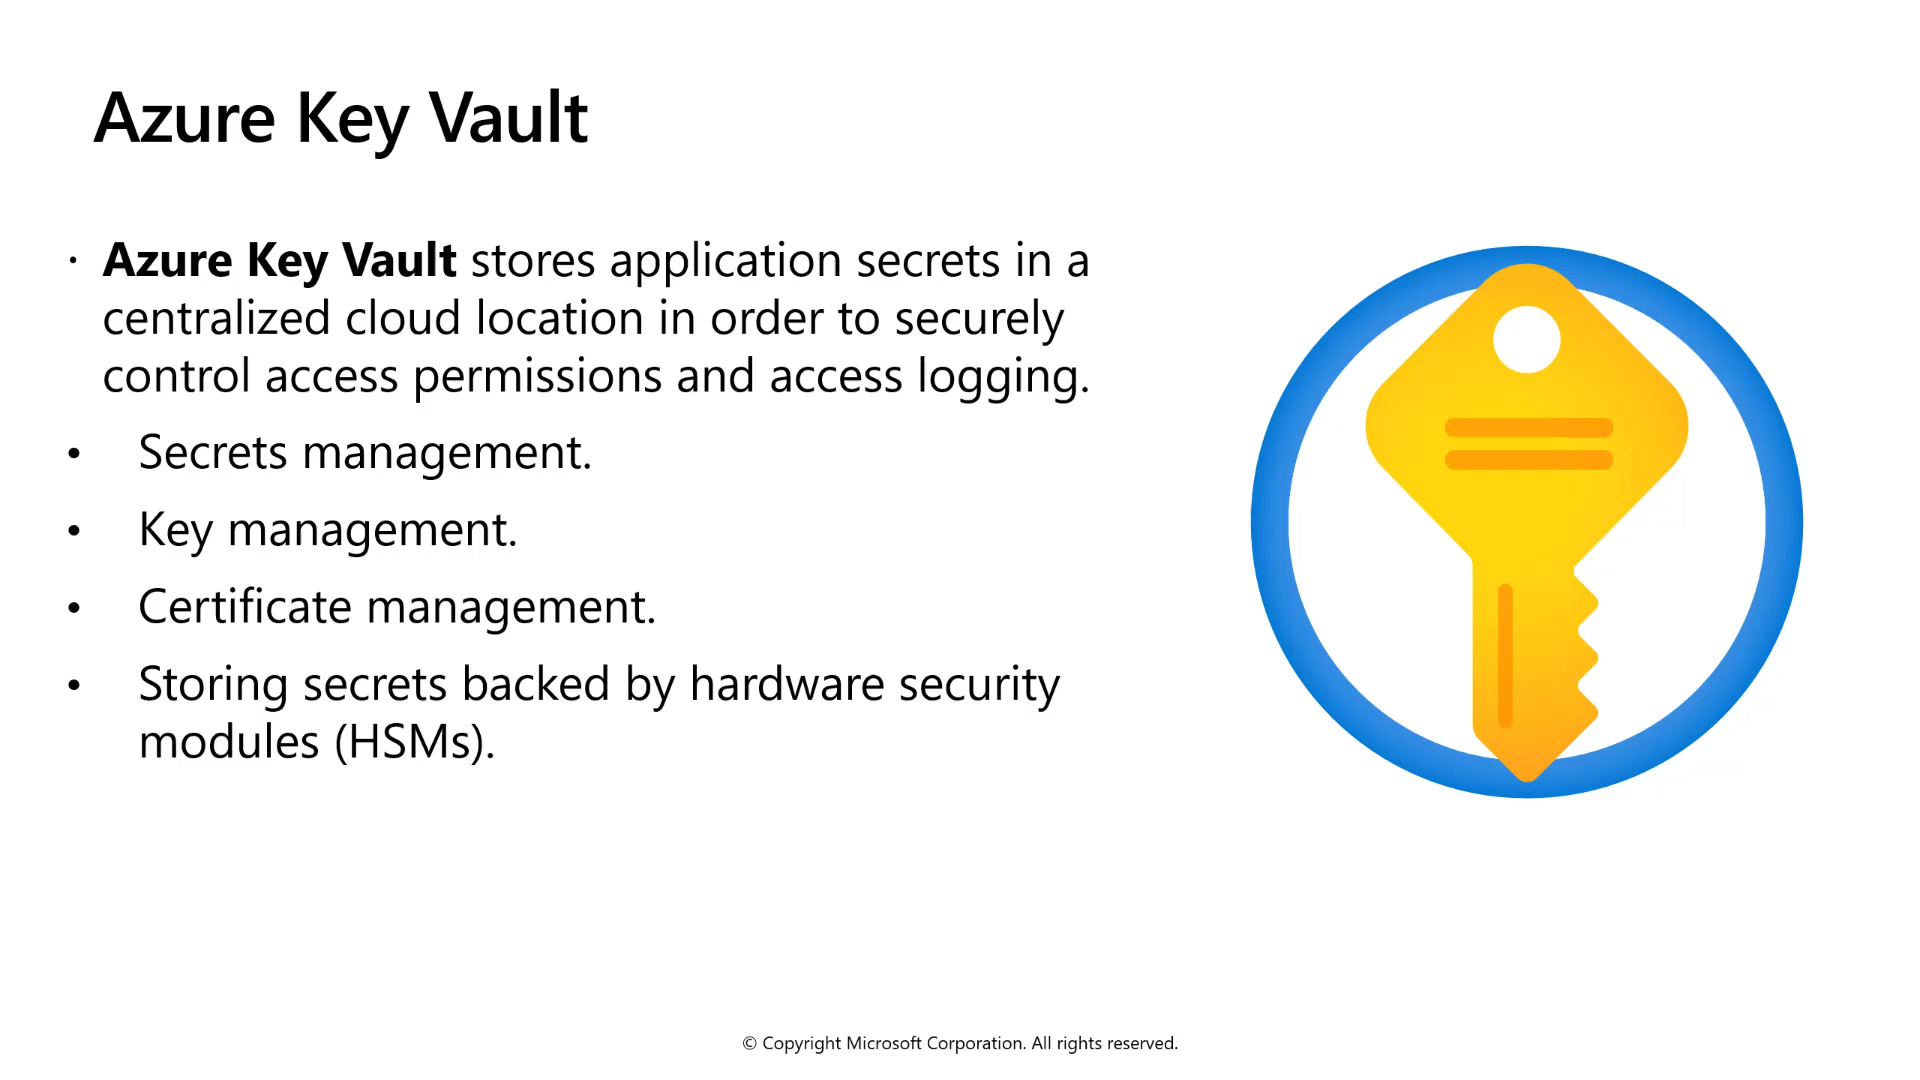 Azure Key Vault
• Azure Key Vault stores application secrets in a
centralized cloud location in order to securely
control access permissions and access logging.
• Secrets management.
• Key management.
• Certificate management.
• Storing secrets backed by hardware security
modules (HSMs).
© Copyright Microsoft Corporation. All rights reserved.